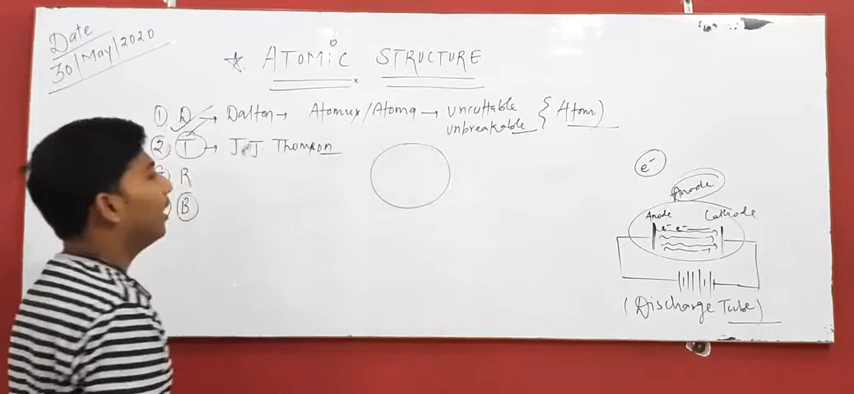 Date
30/May/2020
ATOMIC STRUCTURE
① D → Dalton → Atomux/Atoma → uncuttable
unbreakable { Atom }
② T → J.J. Thomson
R
B
e⁻
Anode
Anode Cathode
e⁻ e⁻
(Discharge Tube)